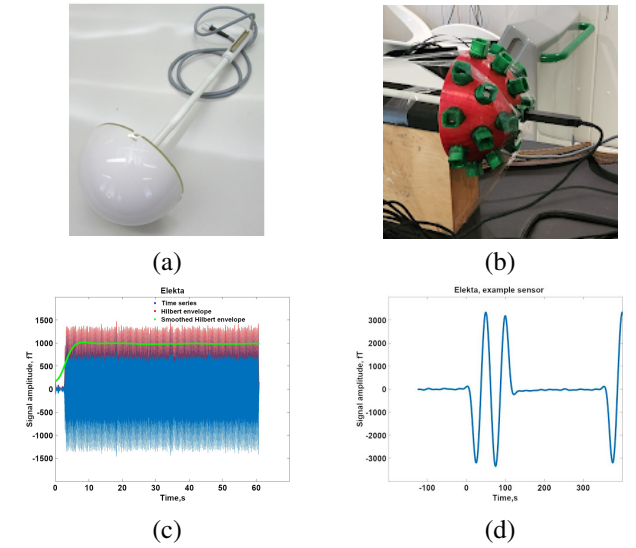 (a)
(b)
Elekta
Time series
Hilbert envelope
Smoothed Hilbert envelope
Signal amplitude, fT
1500
1000
500
0
-500
-1000
-1500
0
10
20
30
40
50
60
Time,s
(c)
Elekta, example sensor
Signal amplitude, fT
3000
2000
1000
0
-1000
-2000
-3000
-100
0
100
200
300
Time,s
(d)